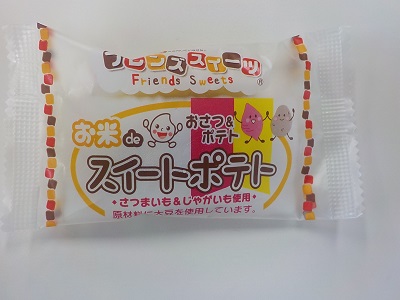 フレンズスイーツ®
Friends Sweets
お米de
おさつ&
ポテト
スイートポテト
◆さつまいも&じゃがいも使用◆
原材料に大豆を使用しています。